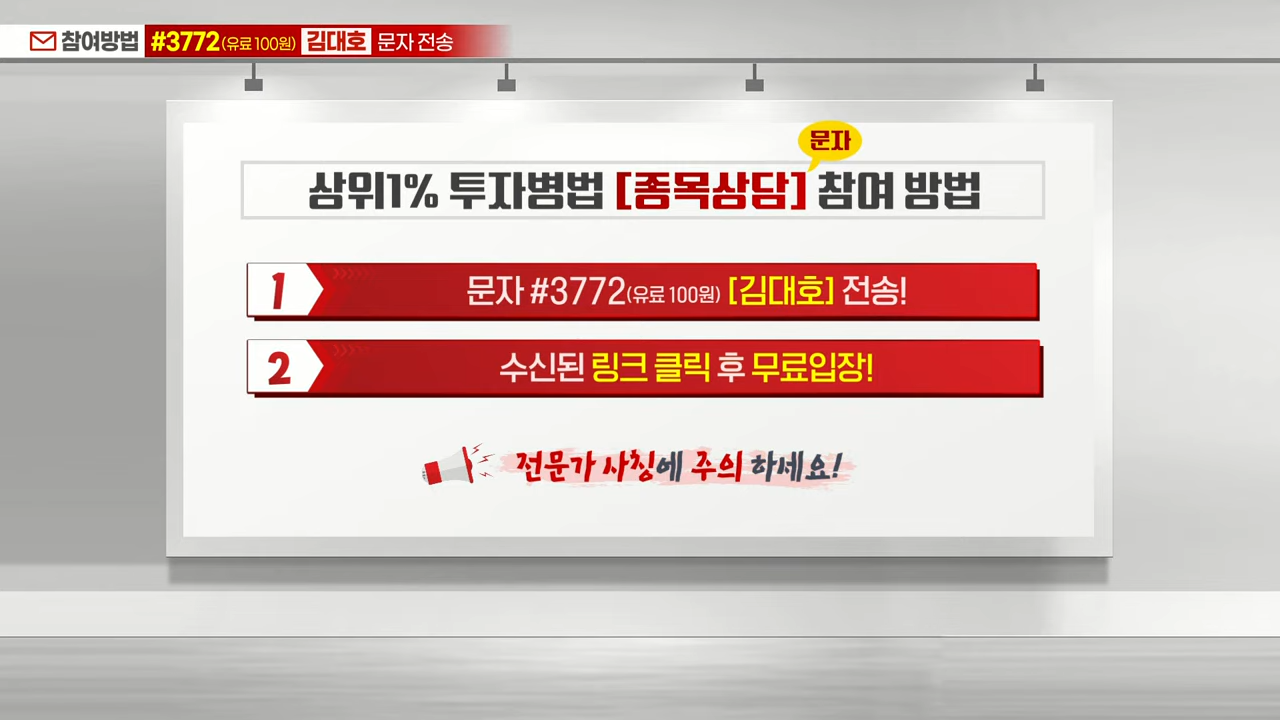 참여방법 #3772(유료 100원) 김대호 문자 전송
문자
상위1% 투자병법 [종목상담] 참여 방법
1 문자 #3772(유료 100원) [김대호] 전송!
2 수신된 링크 클릭 후 무료입장!
전문가 사칭에 주의 하세요!